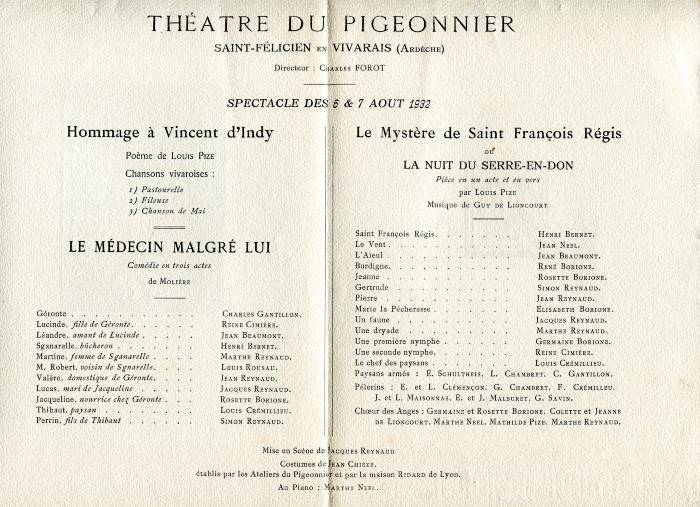 THÉATRE DU PIGEONNIER
SAINT-FÉLICIEN EN VIVARAIS (ARDÈCHE)
Directeur : CHARLES FOROT
SPECTACLE DES 6 & 7 AOUT 1932
Hommage à Vincent d'Indy
Poème de LOUIS PIZE
Chansons vivaroises :
1) Pastourelle
2) Fileuse
3) Chanson de Mai
LE MÉDECIN MALGRÉ LUI
Comédie en trois actes
de MOLIÈRE
Géronte . . . . . . . . . . . CHARLES GANTILLON.
Lucinde, fille de Géronte. . . . . . REINE CIMIÈRE.
Léandre, amant de Lucinde . . . . . JEAN BEAUMONT.
Sganarelle, bûcheron . . . . . . . HENRI BERNET.
Martine, femme de Sganarelle . . . . MARTHE REYNAUD.
M. Robert, voisin de Sgnarelle. . . . LOUIS ROUSAU.
Valère, domestique de Géronte. . . . JEAN REYNAUD.
Lucas, mari de Jacqueline . . . . . JACQUES REYNAUD.
Jacqueline, nourrice chez Géronte . . . ROSETTE BORIONE.
Thibaut, paysan . . . . . . . . LOUIS CRÉMILLIEU.
Perrin, fils de Thibaut . . . . . . SIMON REYNAUD.
Le Mystère de Saint François Régis
ou
LA NUIT DU SERRE-EN-DON
Pièce en un acte et en vers
par LOUIS PIZE
Musique de GUY DE LIONCOURT
Saint François Régis. . . . . . . HENRI BERNET.
Le Vent . . . . . . . . . . . JEAN NEEL.
L'Aïeul . . . . . . . . . . . JEAN BEAUMONT.
Burdigne. . . . . . . . . . . RENÉ BORIONE.
Jeanne . . . . . . . . . . . ROSETTE BORIONE.
Gertrude . . . . . . . . . . SIMON REYNAUD.
Pierre . . . . . . . . . . . JEAN REYNAUD.
Marie la Pécheresse . . . . . . . ELISABETH BORIONE.
Un faune . . . . . . . . . . JACQUES REYNAUD.
Une dryade . . . . . . . . . . MARTHE REYNAUD.
Une première nymphe . . . . . . . GERMAINE BORIONE.
Une seconde nymphe. . . . . . . . REINE CIMIÈRE.
Le chef des paysans . . . . . . . LOUIS CRÉMILIEU.
Paysans armés : E. SCHULTHEIS, L. CHAMBERT, C. GANTILLON.
Pélerins : E. ET L. CLÉMENÇON, G. CHAMBERT, F. CRÉMILLEU,
J. ET L. MAISONNAS, E. ET J. MALBURET, G. SAVIN.
Chœur des Anges : GERMAINE ET ROSETTE BORIONE, COLETTE ET JEANNE
DE LIONCOURT, MARTHE NEEL, MATHILDE PIZE, MARTHE REYNAUD.
Mise en Scène de JACQUES REYNAUD
Costumes de JEAN CHIÈZE,
établis par les Ateliers du Pigeonnier et par la maison RIDARD de Lyon.
Au Piano : MARTHE NEEL.